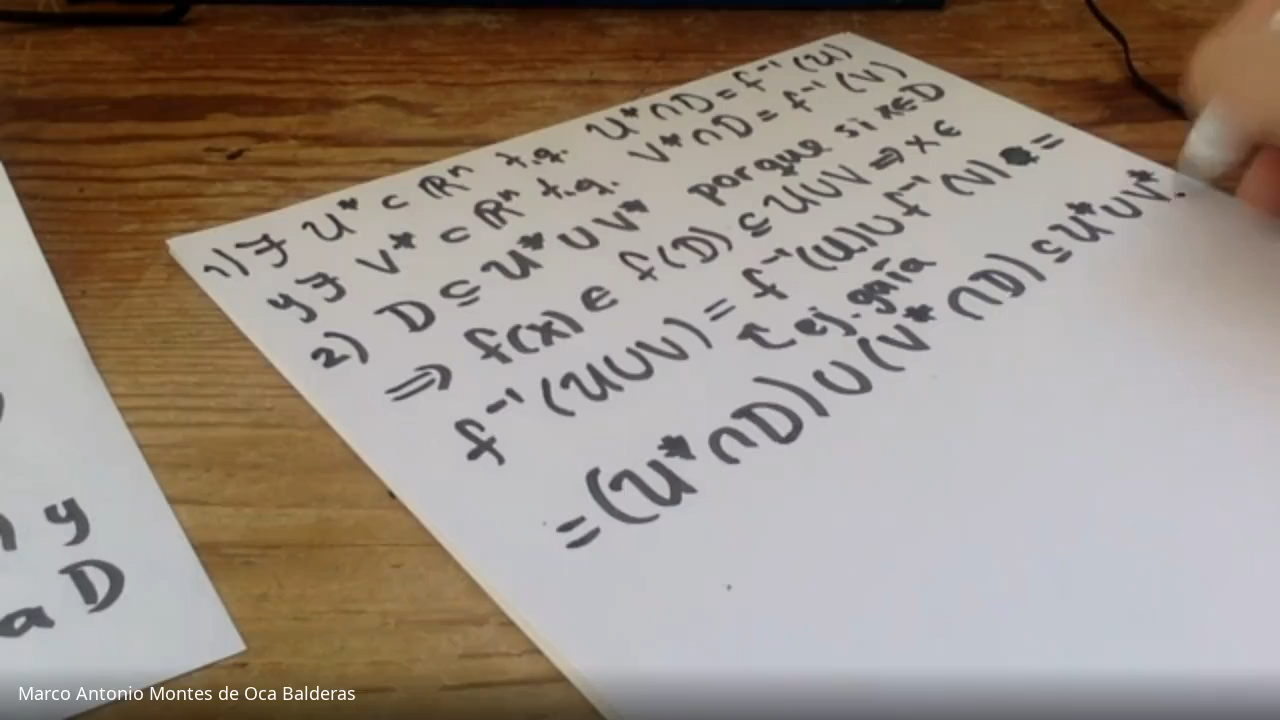 1) ∃ U* ⊂ ℝⁿ t.q. U* ∩ D = f⁻¹(U)
y ∃ V* ⊂ ℝⁿ t.q. V* ∩ D = f⁻¹(V)
2) D ⊆ U* ∪ V* porque si x ∈ D
⇒ f(x) ∈ f(D) ⊆ U ∪ V ⇒ x ∈
f⁻¹(U ∪ V) = f⁻¹(U) ∪ f⁻¹(V) =
↑ ej. guía
= (U* ∩ D) ∪ (V* ∩ D) ⊆ U* ∪ V*.
y
a D
Marco Antonio Montes de Oca Balderas